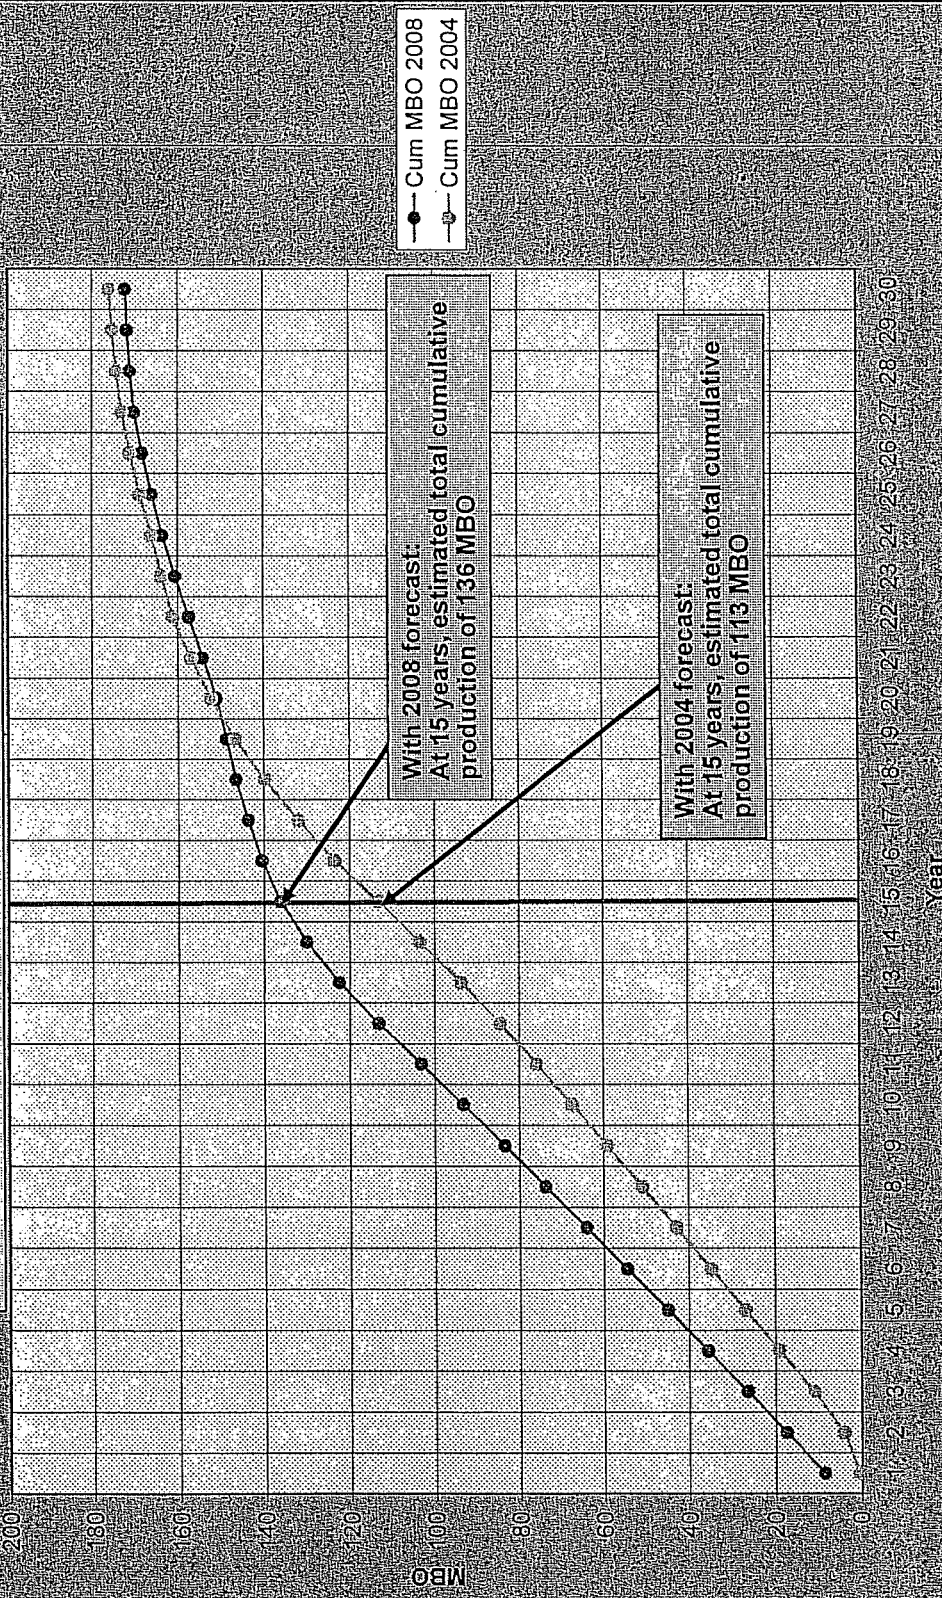 200
180
160
140
120
100
80
60
40
20
0
MBO
With 2008 forecast:
At 15 years, estimated total cumulative
production of 136 MBO
With 2004 forecast:
At 15 years, estimated total cumulative
production of 113 MBO
1 2 3 4 5 6 7 8 9 10 11 12 13 14 15 16 17 18 19 20 21 22 23 24 25 26 27 28 29 30
Year
Cum MBO 2008
Cum MBO 2004